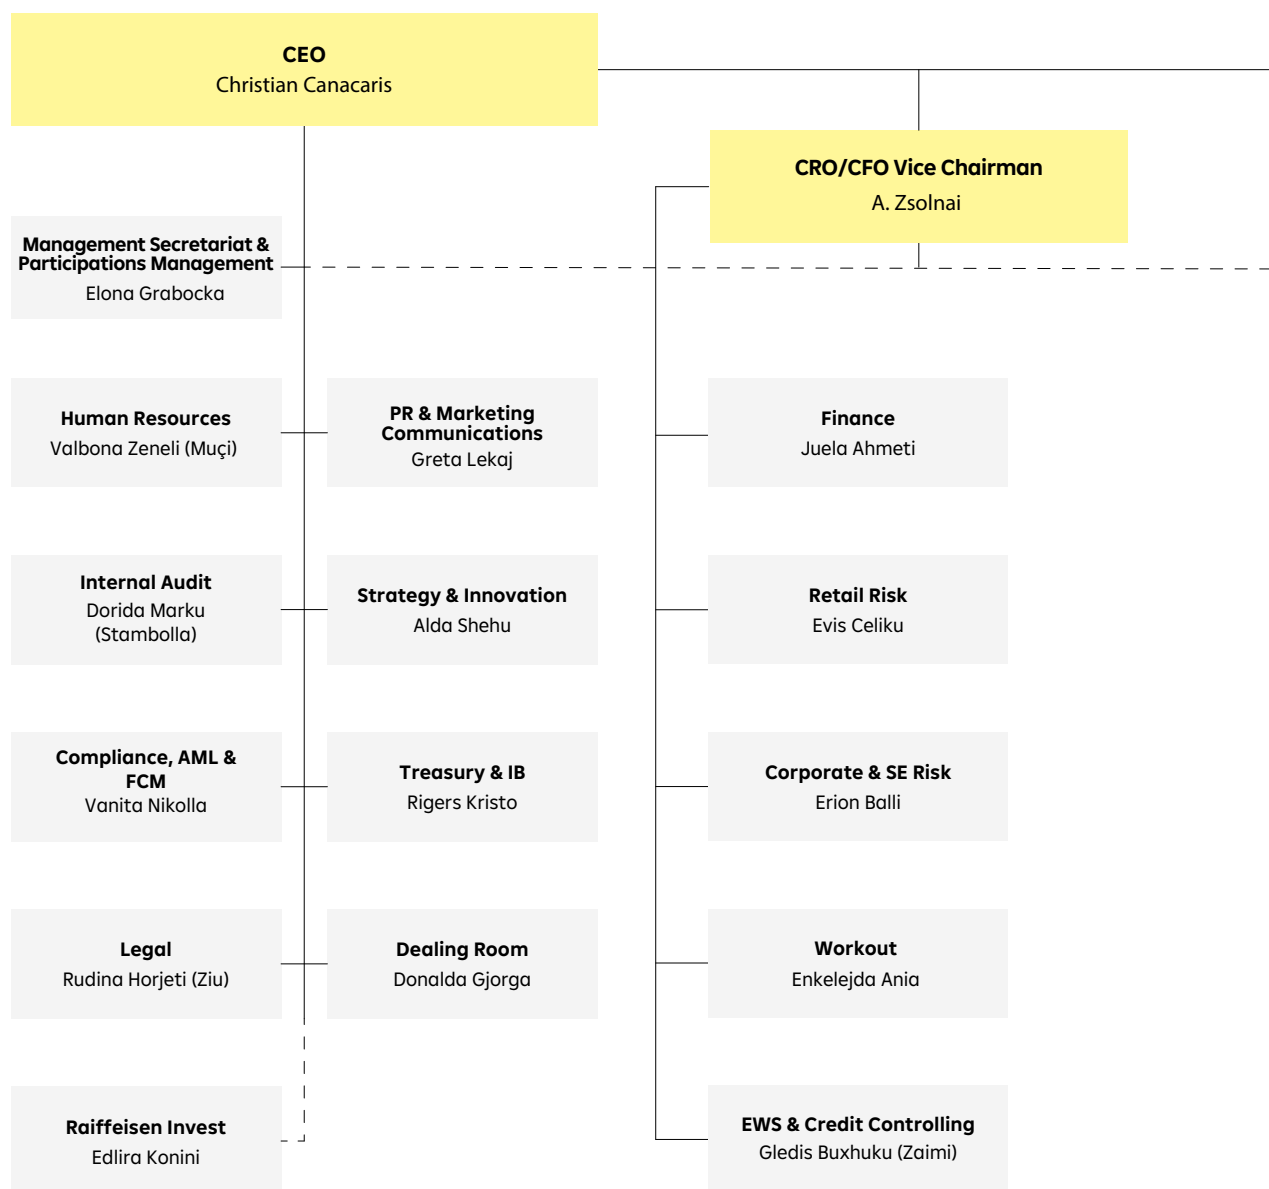 CEO
Christian Canacaris
CRO/CFO Vice Chairman
A. Zsolnai
Management Secretariat &
Participations Management
Elona Grabocka
Human Resources
Valbona Zeneli (Muçi)
PR & Marketing
Communications
Greta Lekaj
Finance
Juela Ahmeti
Internal Audit
Dorida Marku
(Stambolla)
Strategy & Innovation
Alda Shehu
Retail Risk
Evis Celiku
Compliance, AML &
FCM
Vanita Nikolla
Treasury & IB
Rigers Kristo
Corporate & SE Risk
Erion Balli
Legal
Rudina Horjeti (Ziu)
Dealing Room
Donalda Gjorga
Workout
Enkelejda Ania
Raiffeisen Invest
Edlira Konini
EWS & Credit Controlling
Gledis Buxhuku (Zaimi)